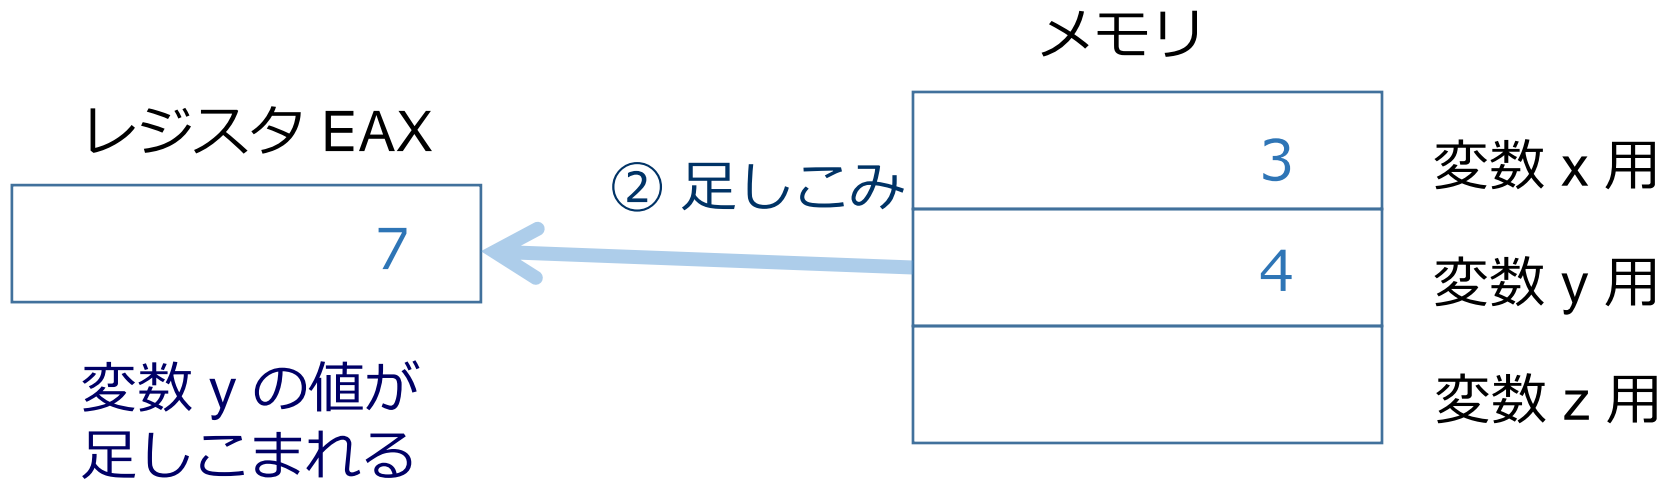 メモリ
レジスタ EAX
3
変数 x 用
② 足しこみ
7
4
変数 y 用
変数 y の値が
足しこまれる
変数 z 用